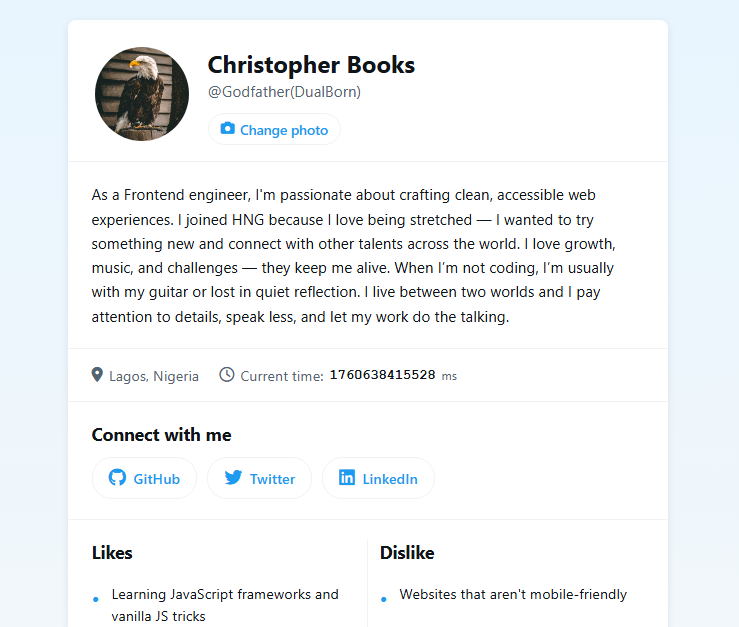 Christopher Books
@Godfather(DualBorn)
Change photo
As a Frontend engineer, I'm passionate about crafting clean, accessible web
experiences. I joined HNG because I love being stretched — I wanted to try
something new and connect with other talents across the world. I love growth,
music, and challenges — they keep me alive. When I'm not coding, I'm usually
with my guitar or lost in quiet reflection. I live between two worlds and I pay
attention to details, speak less, and let my work do the talking.
Lagos, Nigeria Current time: 1760638415528 ms
Connect with me
GitHub Twitter LinkedIn
Likes
Learning JavaScript frameworks and
vanilla JS tricks
Dislike
Websites that aren't mobile-friendly